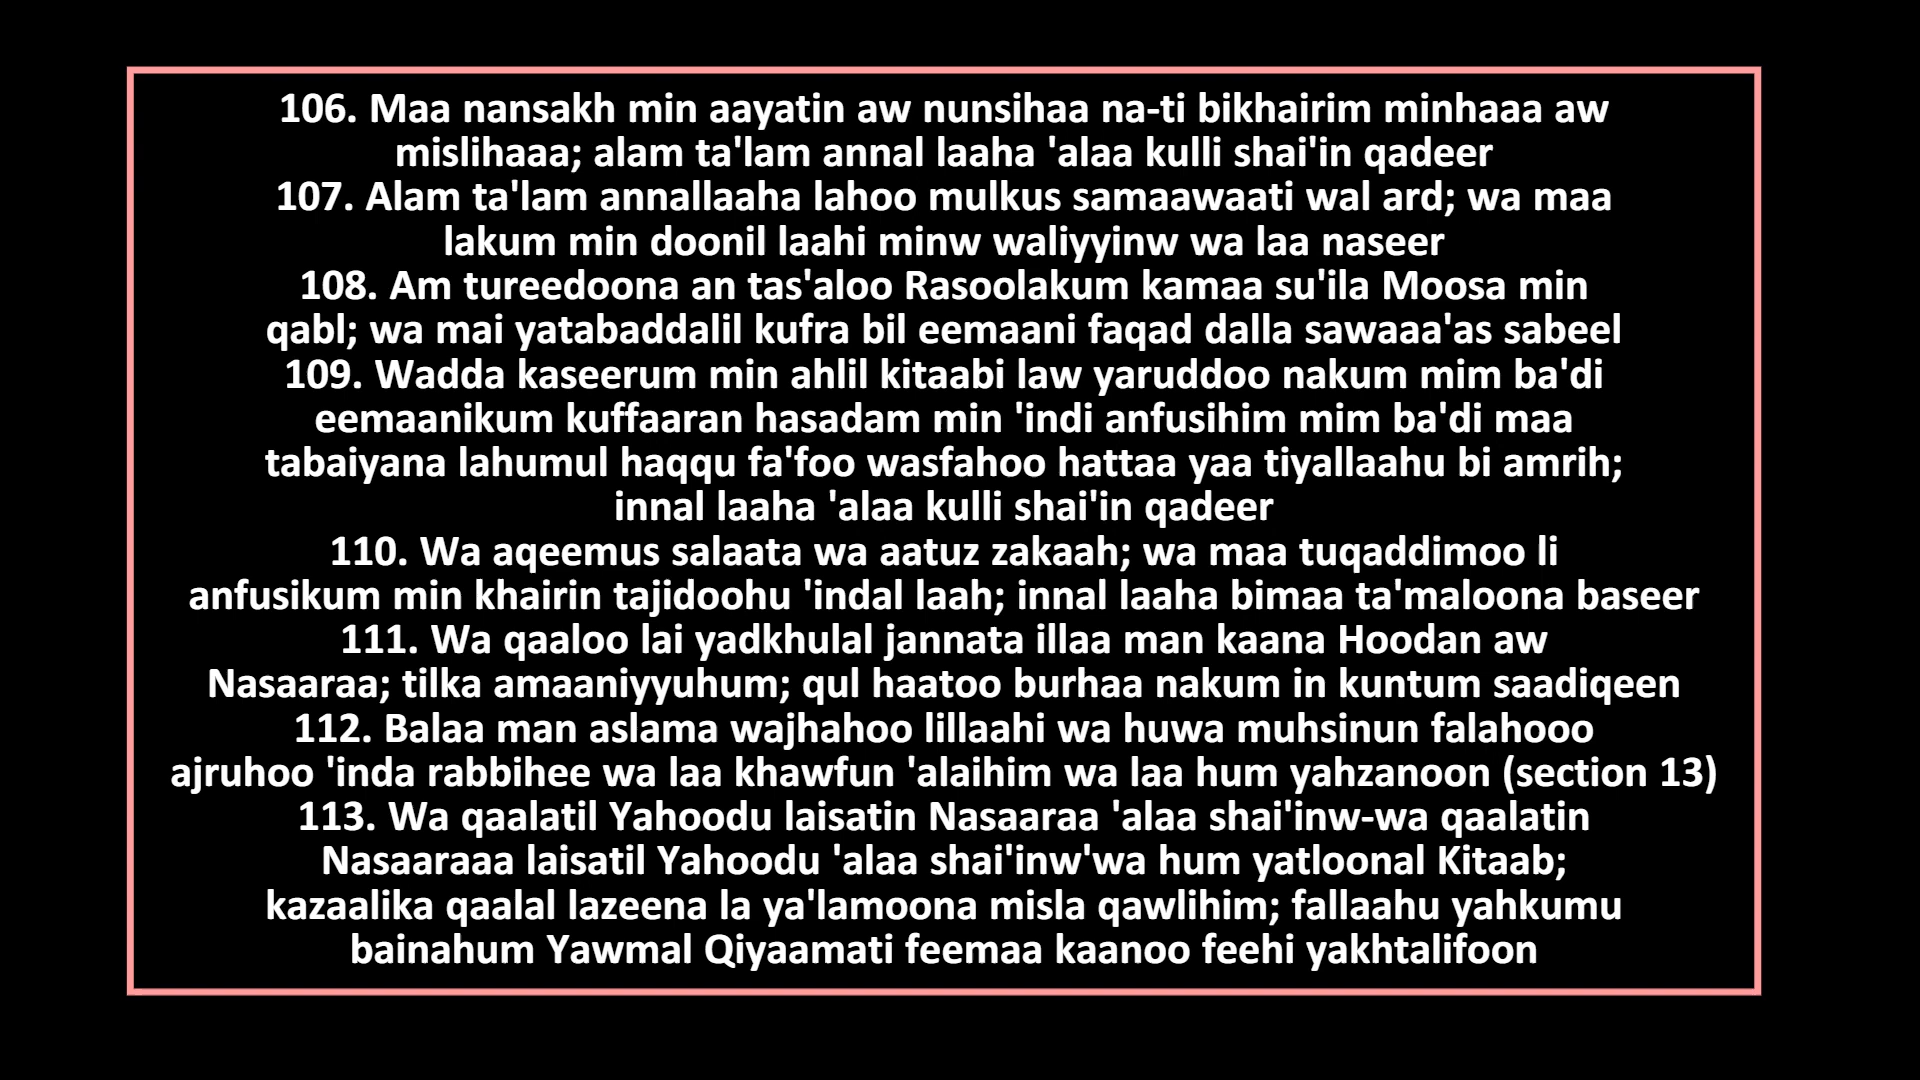 106. Maa nansakh min aayatin aw nunsihaa na-ti bikhairim minhaaa aw
mislihaaa; alam ta'lam annal laaha 'alaa kulli shai'in qadeer
107. Alam ta'lam annallaaha lahoo mulkus samaawaati wal ard; wa maa
lakum min doonil laahi minw waliyyinw wa laa naseer
108. Am tureedoona an tas'aloo Rasoolakum kamaa su'ila Moosa min
qabl; wa mai yatabaddalil kufra bil eemaani faqad dalla sawaaa'as sabeel
109. Wadda kaseerum min ahlil kitaabi law yaruddoo nakum mim ba'di
eemaanikum kuffaaran hasadam min 'indi anfusihim mim ba'di maa
tabaiyana lahumul haqqu fa'foo wasfahoo hattaa yaa tiyallaahu bi amrih;
innal laaha 'alaa kulli shai'in qadeer
110. Wa aqeemus salaata wa aatuz zakaah; wa maa tuqaddimoo li
anfusikum min khairin tajidoohu 'indal laah; innal laaha bimaa ta'maloona baseer
111. Wa qaaloo lai yadkhulal jannata illaa man kaana Hoodan aw
Nasaaraa; tilka amaaniyyuhum; qul haatoo burhaa nakum in kuntum saadiqeen
112. Balaa man aslama wajhahoo lillaahi wa huwa muhsinun falahooo
ajruhoo 'inda rabbihee wa laa khawfun 'alaihim wa laa hum yahzanoon (section 13)
113. Wa qaalatil Yahoodu laisatin Nasaaraa 'alaa shai'inw-wa qaalatin
Nasaaraaa laisatil Yahoodu 'alaa shai'inw'wa hum yatloonal Kitaab;
kazaalika qaalal lazeena la ya'lamoona misla qawlihim; fallaahu yahkumu
bainahum Yawmal Qiyaamati feemaa kaanoo feehi yakhtalifoon